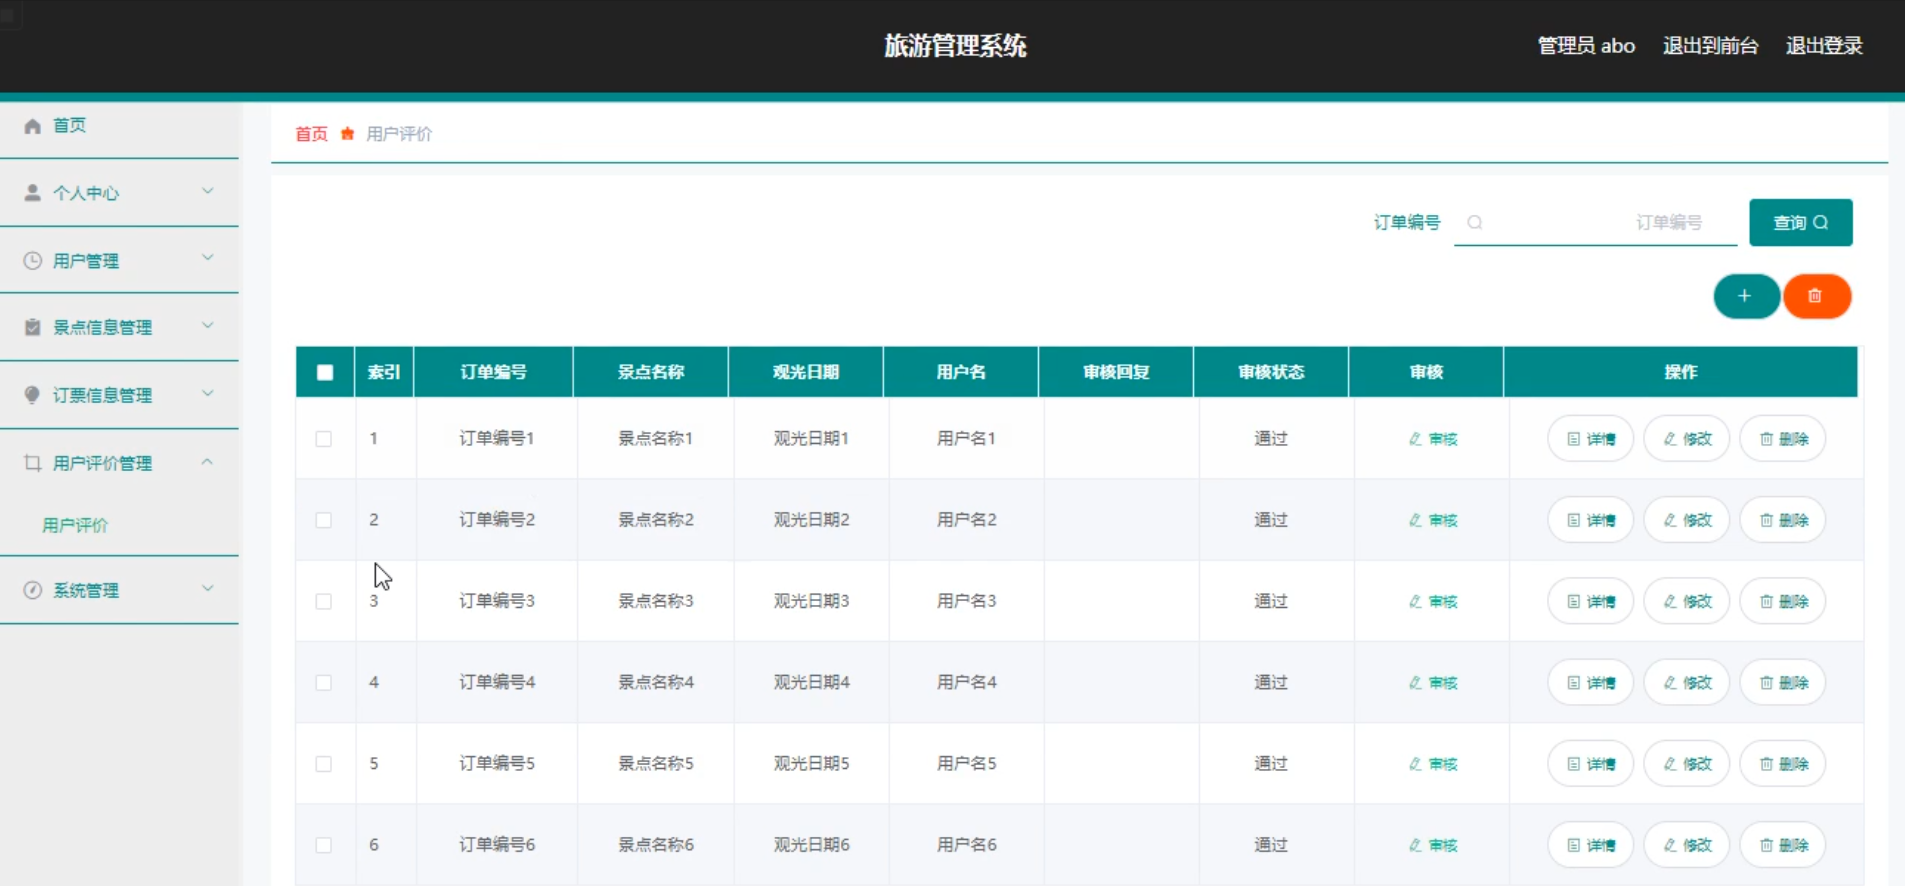 旅游管理系统
管理员 abo 退出到前台 退出登录
首页
个人中心
用户管理
景点信息管理
订票信息管理
用户评价管理
用户评价
系统管理
首页 用户评价
订单编号 订单编号 查询
索引 订单编号 景点名称 观光日期 用户名 审核回复 审核状态 审核 操作
1 订单编号1 景点名称1 观光日期1 用户名1 通过 审核 详情 修改 删除
2 订单编号2 景点名称2 观光日期2 用户名2 通过 审核 详情 修改 删除
3 订单编号3 景点名称3 观光日期3 用户名3 通过 审核 详情 修改 删除
4 订单编号4 景点名称4 观光日期4 用户名4 通过 审核 详情 修改 删除
5 订单编号5 景点名称5 观光日期5 用户名5 通过 审核 详情 修改 删除
6 订单编号6 景点名称6 观光日期6 用户名6 通过 审核 详情 修改 删除